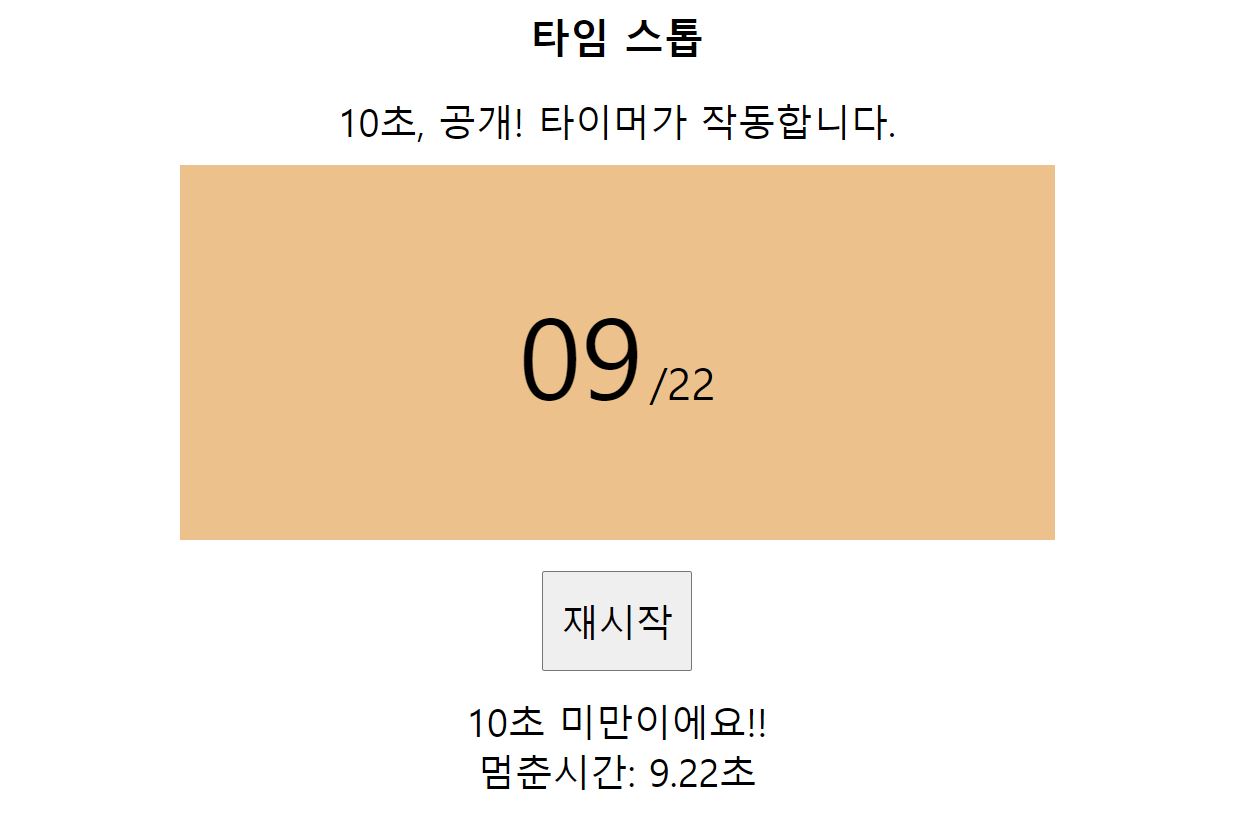 타임 스톱
10초, 공개! 타이머가 작동합니다.
09/22
재시작
10초 미만이에요!!
멈춘시간: 9.22초